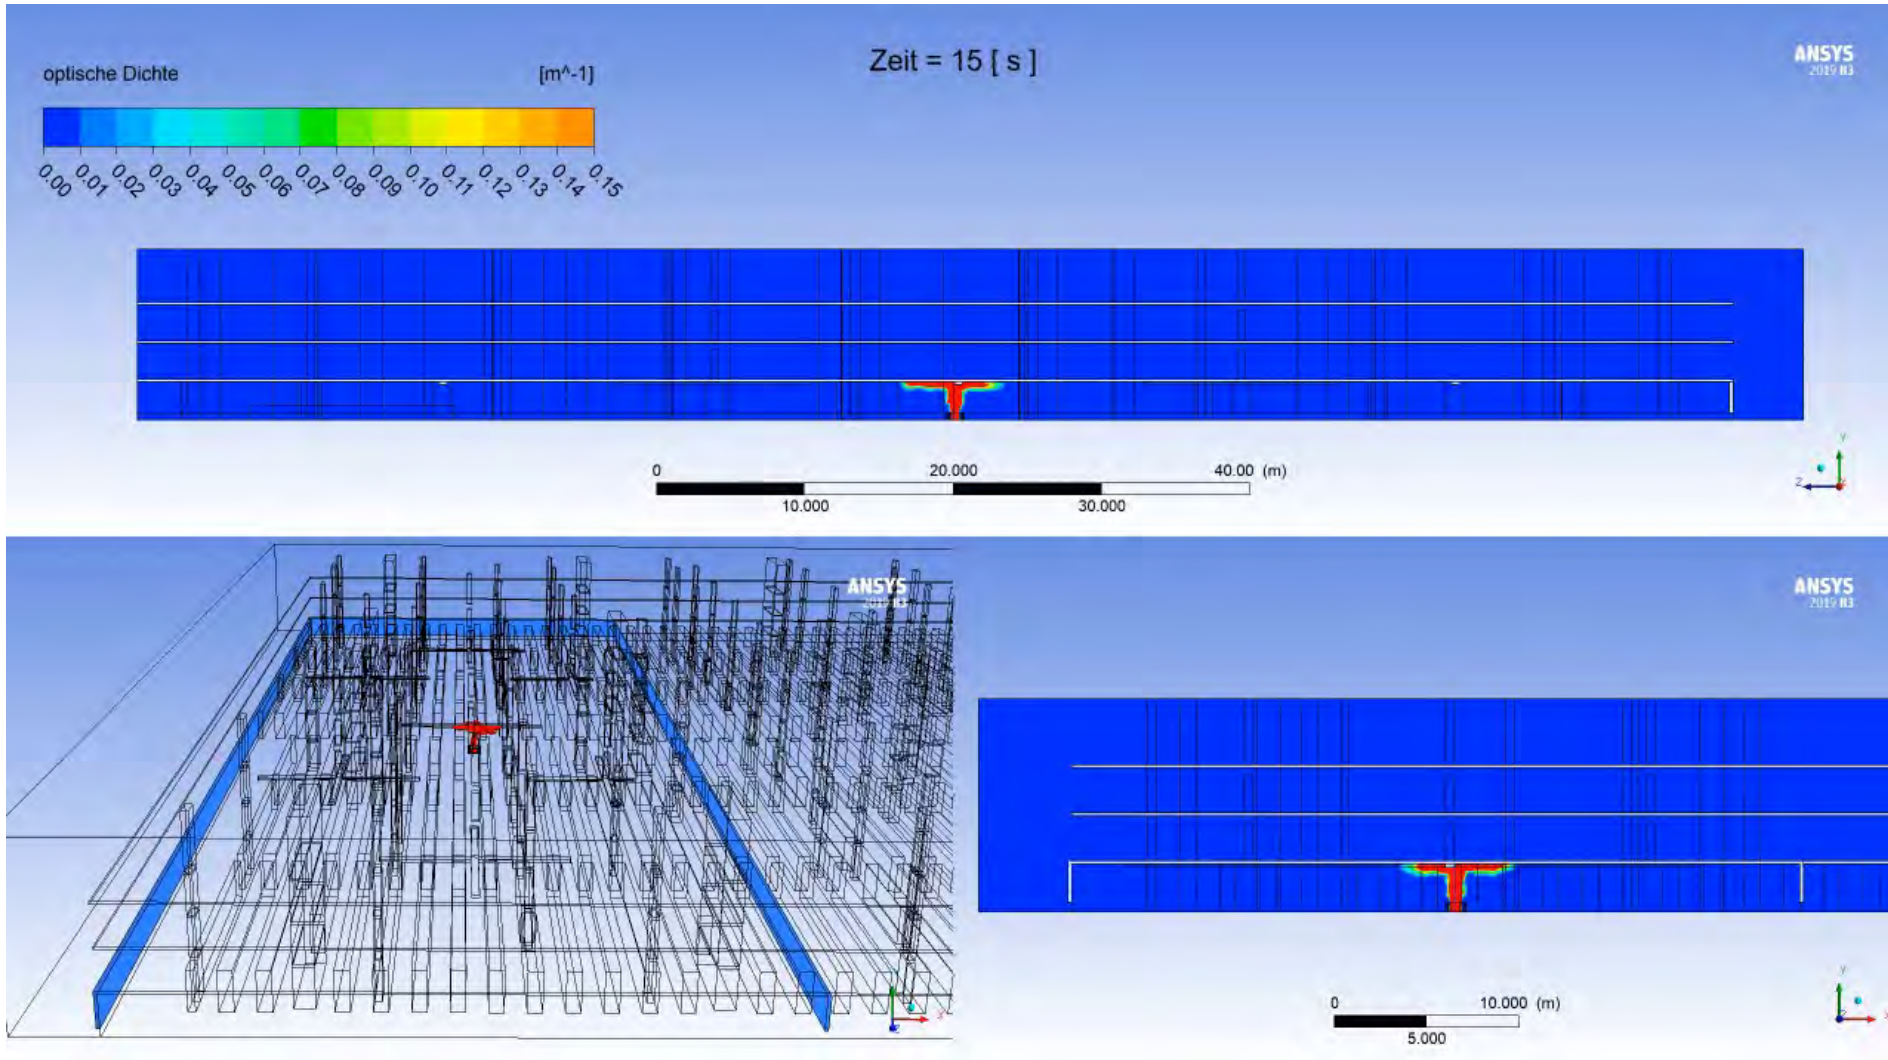 Zeit = 15 [ s ]
ANSYS
2019 R3
optische Dichte [m^-1]
0.00 0.01 0.02 0.03 0.04 0.05 0.06 0.07 0.08 0.09 0.10 0.11 0.12 0.13 0.14 0.15
0 20.000 40.00 (m)
10.000 30.000
Y
Z
ANSYS
2019 R3
X
Z
ANSYS
2019 R3
0 10.000 (m)
5.000
Y
X